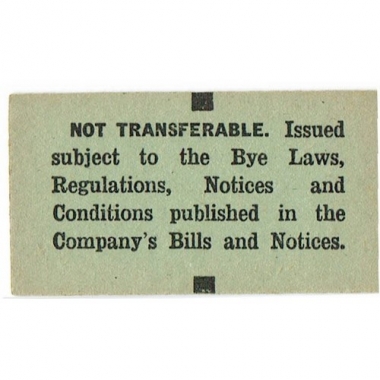 NOT TRANSFERABLE. Issued
subject to the Bye Laws,
Regulations, Notices and
Conditions published in the
Company's Bills and Notices.